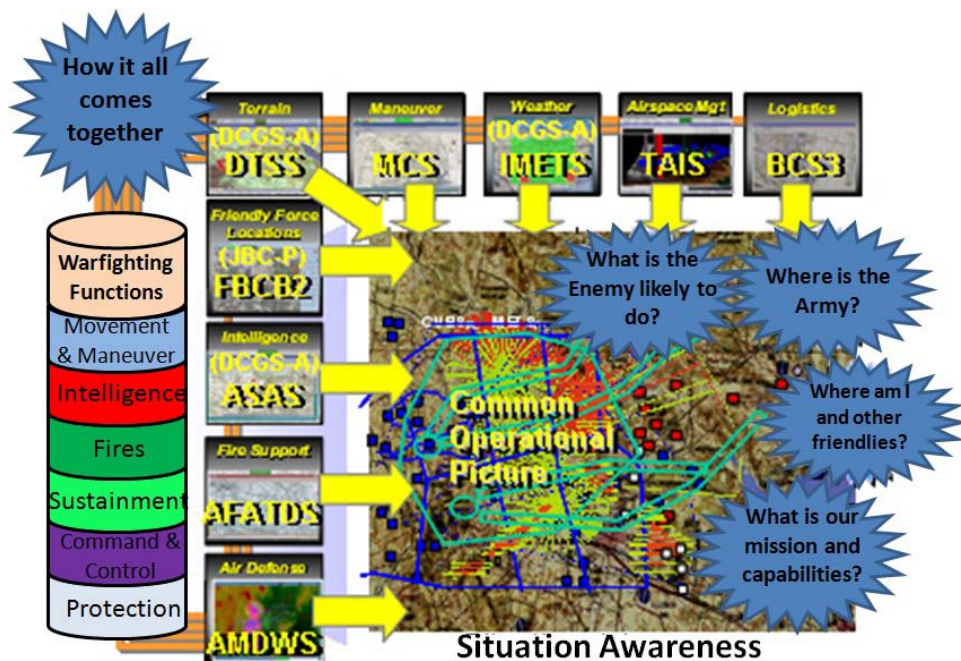 How it all
comes
together
Terrain
(DCGS-A)
DTSS
Maneuver
MCS
Weather
(DCGS-A)
IMETS
Airspace Mgt
TAIS
Logistics
BCS3
Friendly Force
Locations
(JBC-P)
FBCB2
Intelligence
(DCGS-A)
ASAS
Fire Support
AFATDS
Air Defense
AMDWS
Warfighting
Functions
Movement
& Maneuver
Intelligence
Fires
Sustainment
Command &
Control
Protection
What is the
Enemy likely to
do?
Where is the
Army?
Where am I
and other
friendlies?
What is our
mission and
capabilities?
Common
Operational
Picture
Situation Awareness